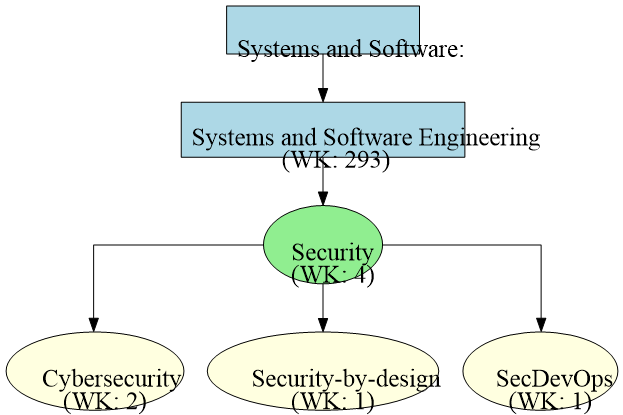 Systems and Software:
Systems and Software Engineering
(WK: 293)
Security
(WK: 4)
Cybersecurity
(WK: 2)
Security-by-design
(WK: 1)
SecDevOps
(WK: 1)